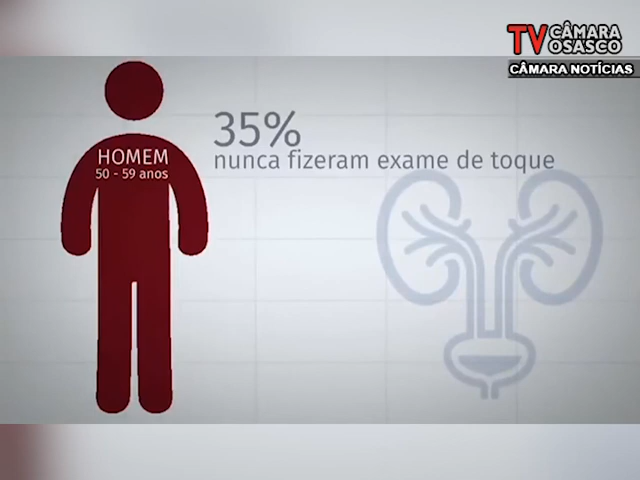 TV CÂMARA
OSASCO
CÂMARA NOTÍCIAS
HOMEM
50 - 59 anos
35%
nunca fizeram exame de toque